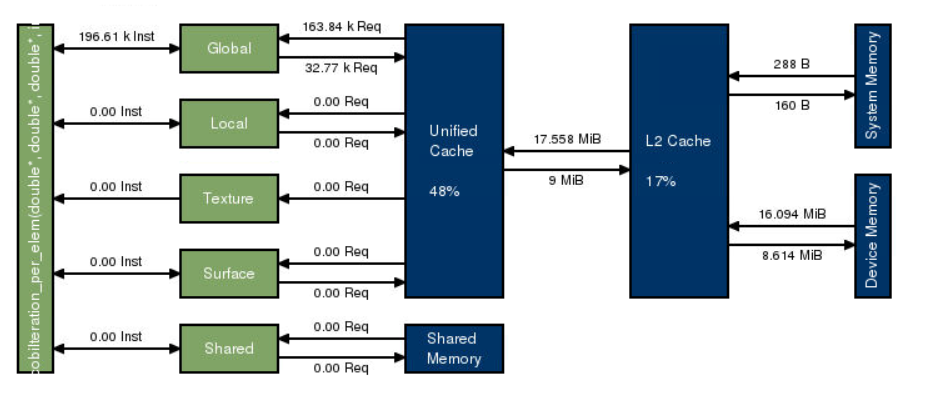 cobiIteration_per_elem(double*, double*, double*, i
196.61 k Inst
Global
163.84 k Req
32.77 k Req
0.00 Inst
Local
0.00 Req
0.00 Req
0.00 Inst
Texture
0.00 Req
0.00 Inst
Surface
0.00 Req
0.00 Req
0.00 Inst
Shared
0.00 Req
0.00 Req
Unified
Cache
48%
Shared
Memory
17.558 MiB
9 MiB
L2 Cache
17%
288 B
160 B
System Memory
16.094 MiB
8.614 MiB
Device Memory